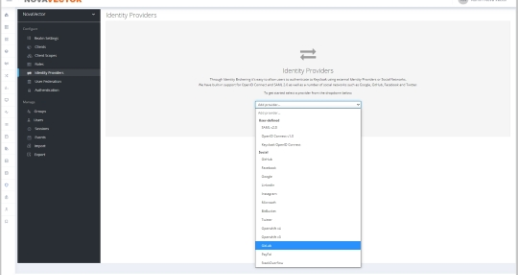 NOVAVECTOR
NovaVector
Identity Providers
Configure
Realm Settings
Clients
Client Scopes
Roles
Identity Providers
User Federation
Authentication
Manage
Groups
Users
Sessions
Events
Import
Export
Identity Providers
Through Identity Brokering it's easy to allow users to authenticate to Keycloak using external Identity Providers or Social Networks.
We have built-in support for OpenID Connect and SAML 2.0 as well as a number of social networks such as Google, GitHub, Facebook and Twitter.
To get started select a provider from the dropdown below:
Add provider...
Add provider...
User-defined
SAML v2.0
OpenID Connect v1.0
Keycloak OpenID Connect
Social
GitHub
Facebook
Google
LinkedIn
Instagram
Microsoft
BitBucket
Twitter
Openshift v4
Openshift v3
GitLab
PayPal
StackOverflow